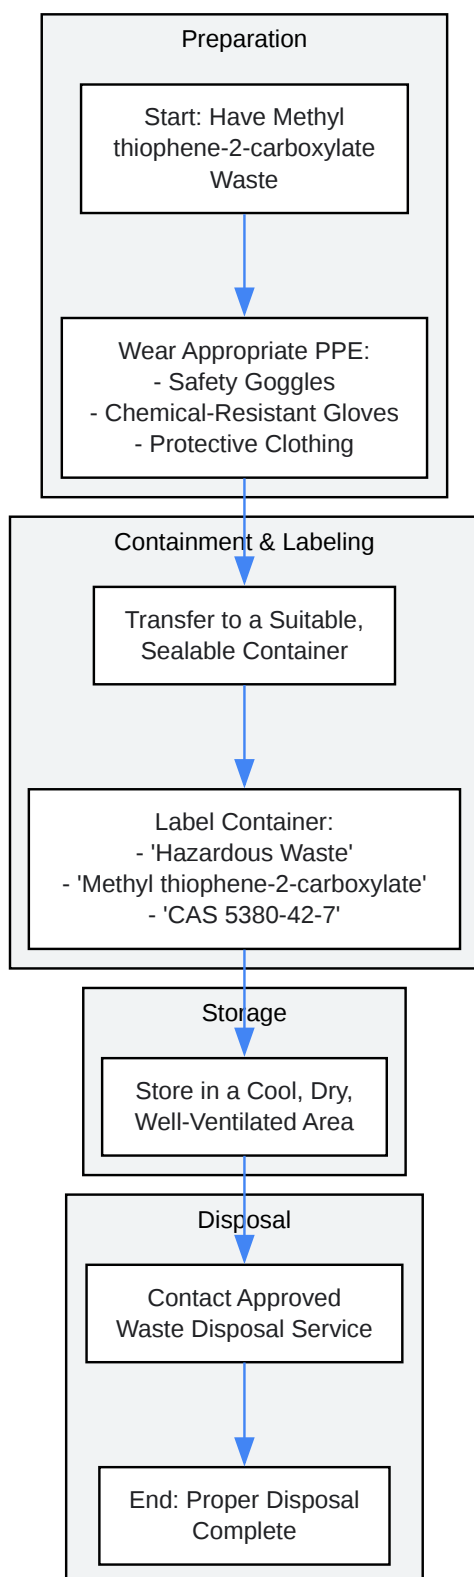 Preparation
Start: Have Methyl
thiophene-2-carboxylate
Waste
Wear Appropriate PPE:
- Safety Goggles
- Chemical-Resistant Gloves
- Protective Clothing
Containment & Labeling
Transfer to a Suitable,
Sealable Container
Label Container:
- 'Hazardous Waste'
- 'Methyl thiophene-2-carboxylate'
- 'CAS 5380-42-7'
Storage
Store in a Cool, Dry,
Well-Ventilated Area
Disposal
Contact Approved
Waste Disposal Service
End: Proper Disposal
Complete